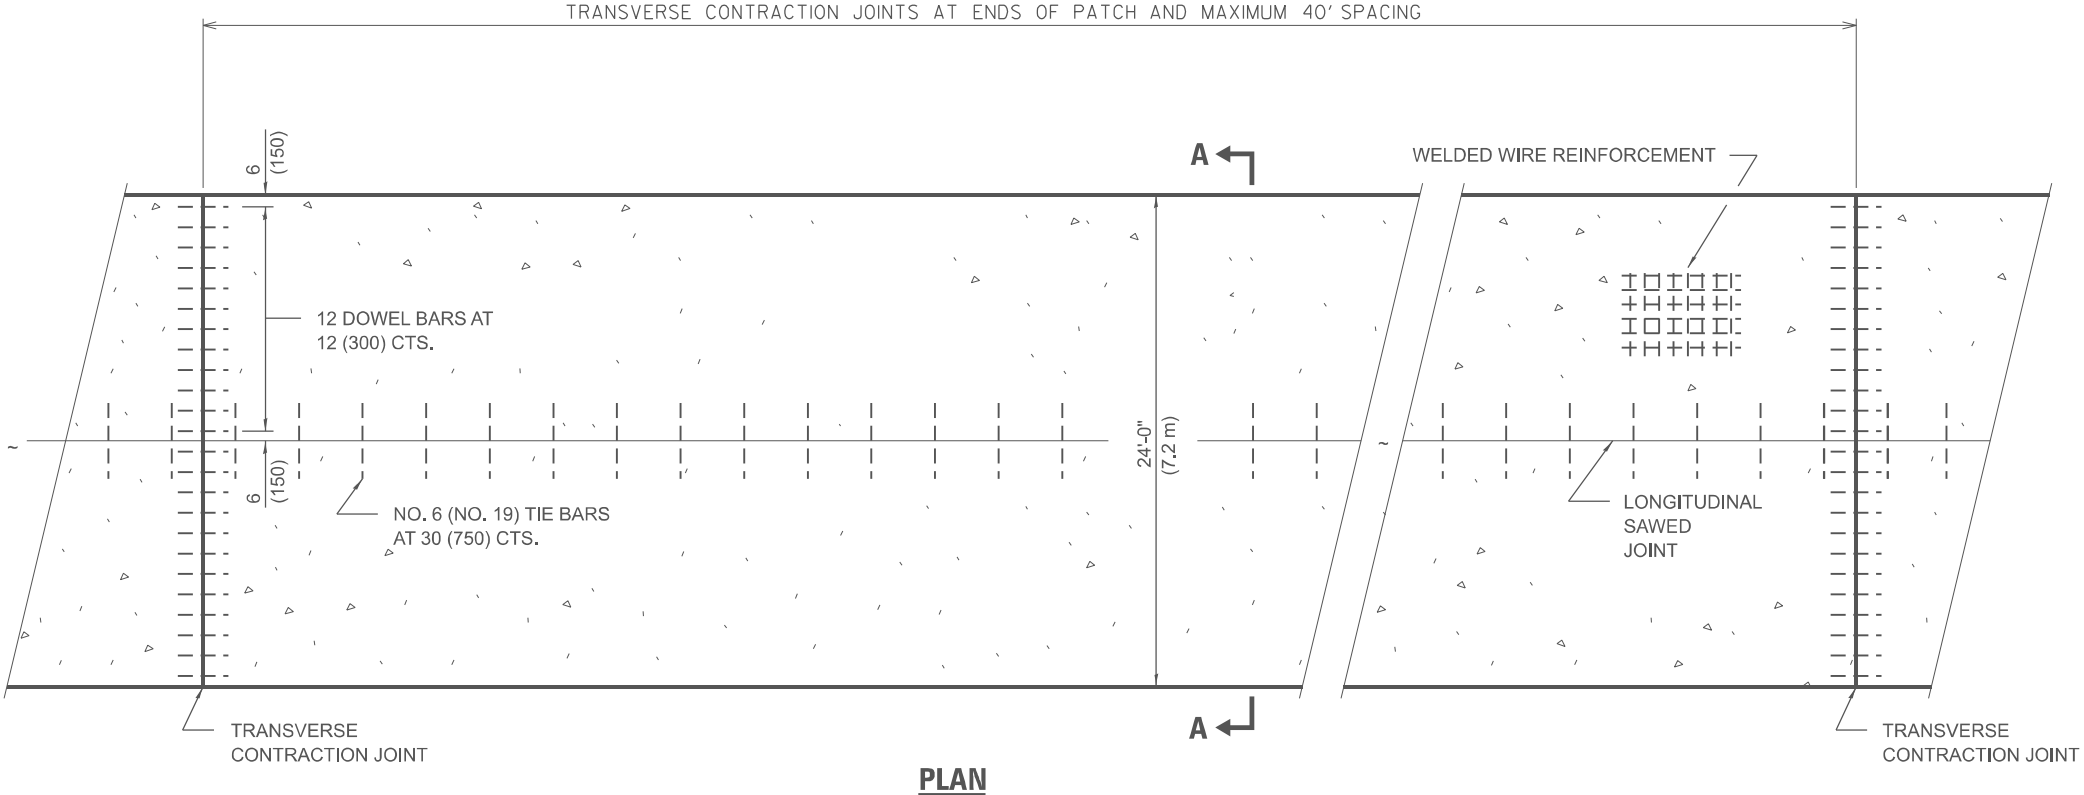 TRANSVERSE CONTRACTION JOINTS AT ENDS OF PATCH AND MAXIMUM 40' SPACING
6
(150)
A
WELDED WIRE REINFORCEMENT
12 DOWEL BARS AT
12 (300) CTS.
24'-0"
(7.2 m)
~
~
6
(150)
NO. 6 (NO. 19) TIE BARS
AT 30 (750) CTS.
LONGITUDINAL
SAWED
JOINT
A
TRANSVERSE
CONTRACTION JOINT
TRANSVERSE
CONTRACTION JOINT
PLAN